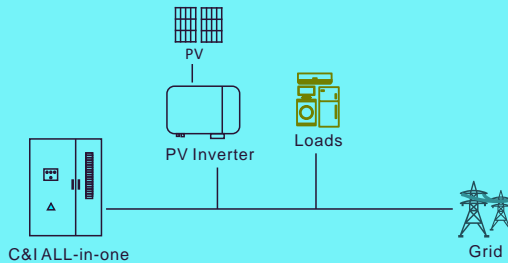 PV
PV Inverter
Loads
C&I ALL-in-one
Grid